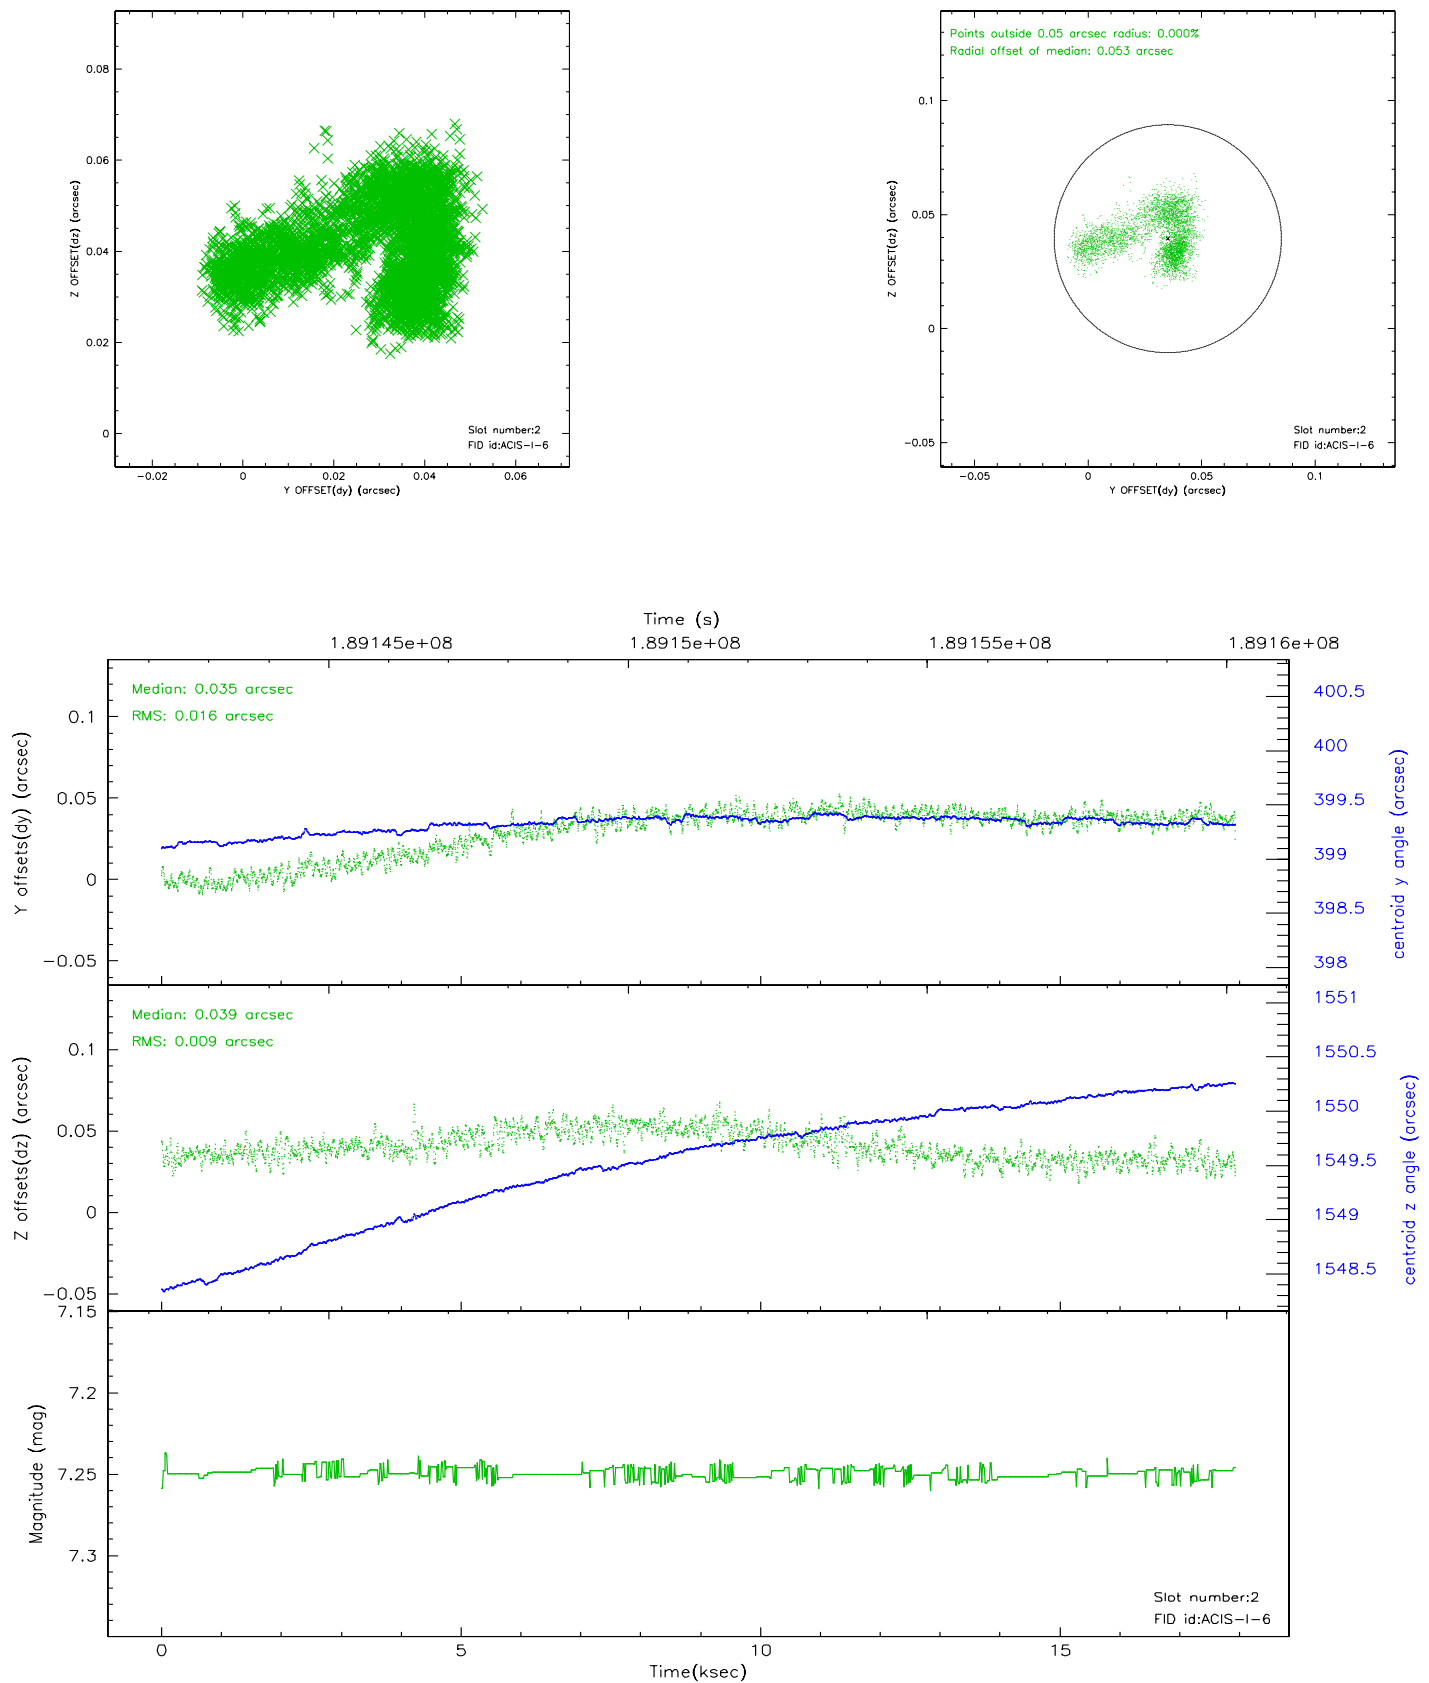 0.08
0.06
0.04
0.02
0
Z OFFSET(dz) (arcsec)
Slot number:2
FID id:ACIS-I-6
-0.02
0
0.02
0.04
0.06
Y OFFSET(dy) (arcsec)
Points outside 0.05 arcsec radius: 0.000%
Radial offset of median: 0.053 arcsec
0.1
0.05
0
-0.05
Z OFFSET(dz) (arcsec)
Slot number:2
FID id:ACIS-I-6
-0.05
0
0.05
0.1
Y OFFSET(dy) (arcsec)
Time (s)
1.89145e+08
1.8915e+08
1.89155e+08
1.8916e+08
Median: 0.035 arcsec
RMS: 0.016 arcsec
0.1
0.05
0
-0.05
Y offsets(dy) (arcsec)
400.5
400
399.5
399
398.5
398
centroid y angle (arcsec)
Median: 0.039 arcsec
RMS: 0.009 arcsec
0.1
0.05
0
-0.05
Z offsets(dz) (arcsec)
1551
1550.5
1550
1549.5
1549
1548.5
centroid z angle (arcsec)
7.15
7.2
7.25
7.3
Magnitude (mag)
Slot number:2
FID id:ACIS-I-6
0
5
10
15
Time(ksec)